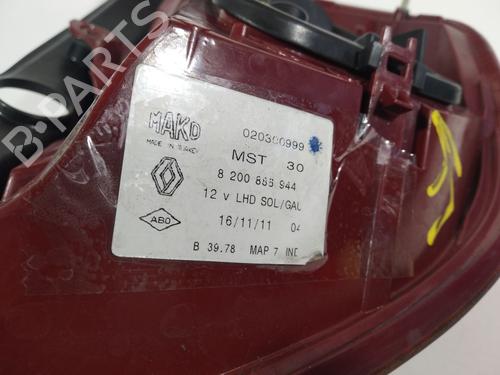 B-PARTS
MAKO
MADE IN TURKEY
020300999
MST 30
8 200 886 944
12 v LHD SOL/GAU
ABO
16/11/11 04
B 39.78 MAP 7 IND